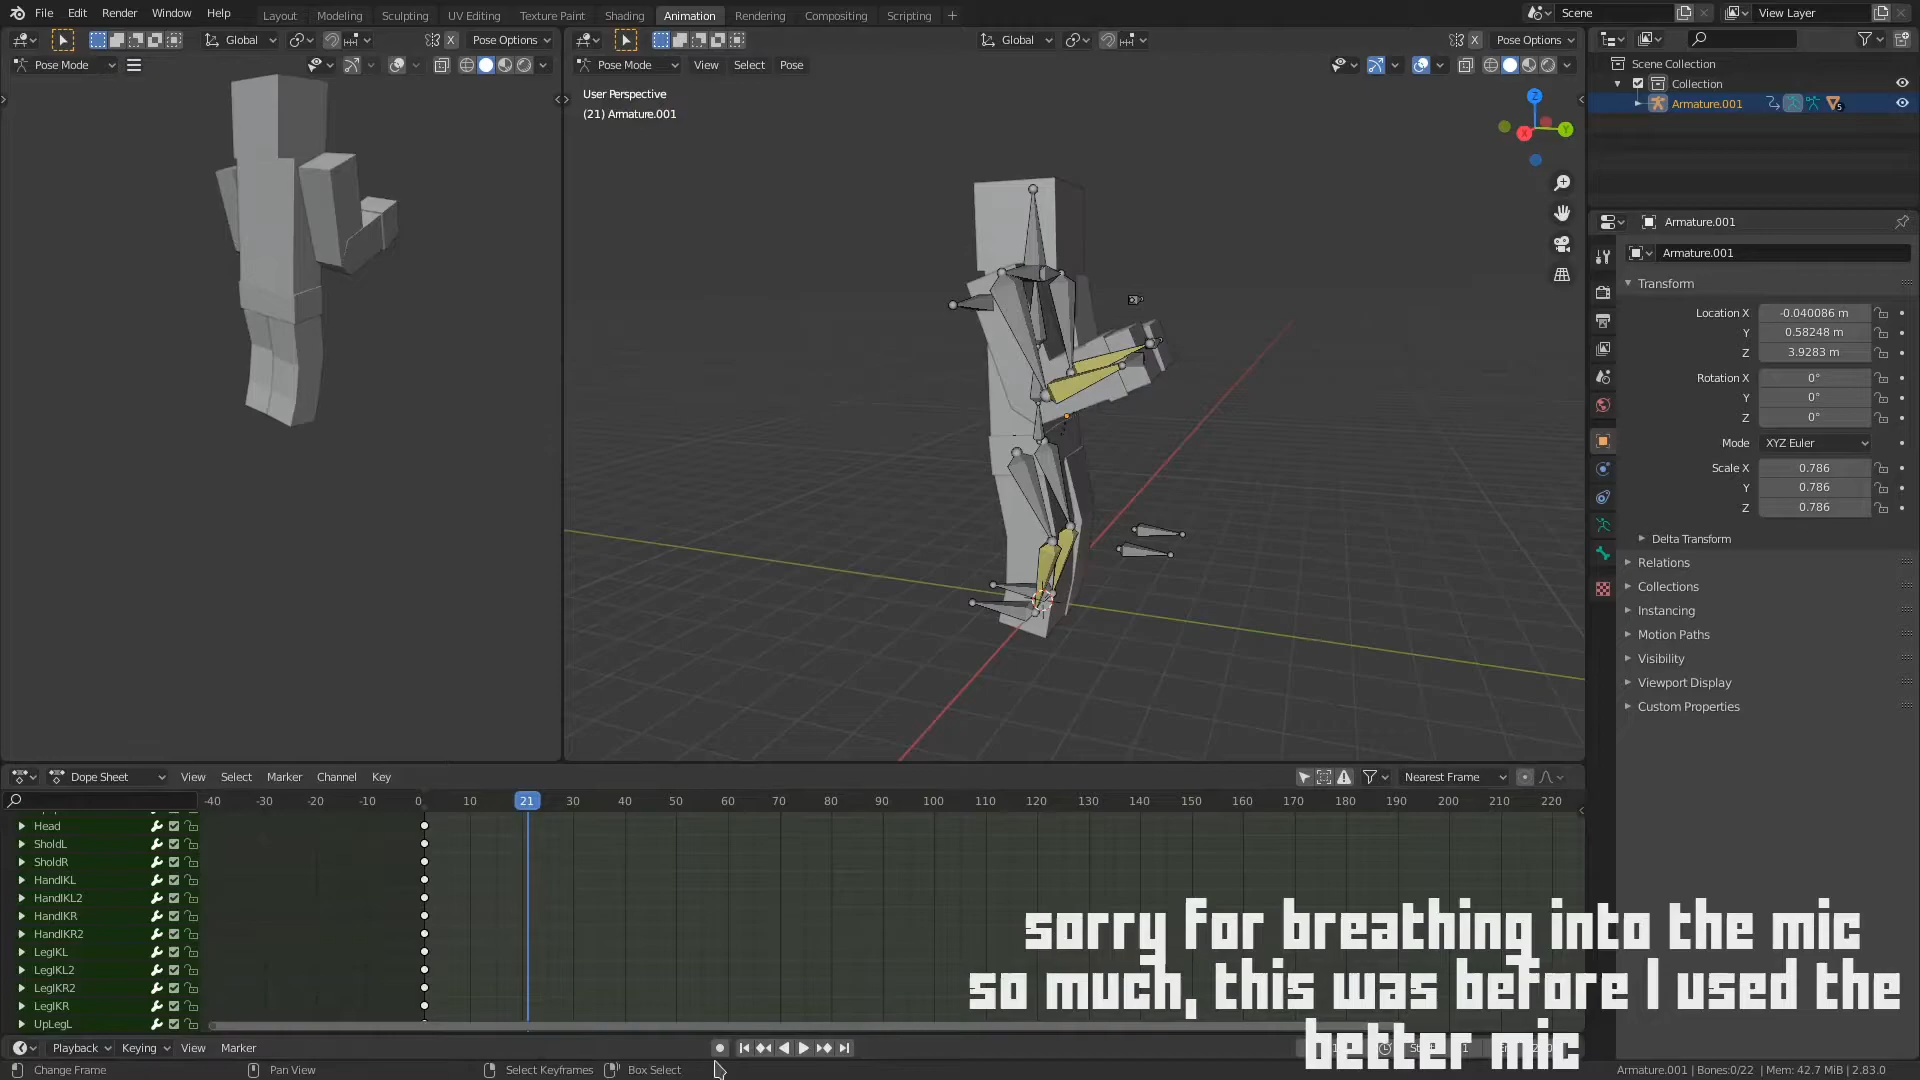 File Edit Render Window Help
Layout Modeling Sculpting UV Editing Texture Paint Shading Animation Rendering Compositing Scripting
Scene
View Layer
Global X Pose Options
Global X Pose Options
Pose Mode
Pose Mode View Select Pose
User Perspective
(21) Armature.001
Z
X
Y
Scene Collection
Collection
Armature.001
5
Armature.001
Armature.001
Transform
Location X -0.040086 m
Y 0.58248 m
Z 3.9283 m
Rotation X 0°
Y 0°
Z 0°
Mode XYZ Euler
Scale X 0.786
Y 0.786
Z 0.786
Delta Transform
Relations
Collections
Instancing
Motion Paths
Visibility
Viewport Display
Custom Properties
Dope Sheet View Select Marker Channel Key Nearest Frame
-40 -30 -20 -10 0 10 21 30 40 50 60 70 80 90 100 110 120 130 140 150 160 170 180 190 200 210 220
Head
SholdL
SholdR
HandIKL
HandIKL2
HandIKR
HandIKR2
LegIKL
LegIKL2
LegIKR2
LegIKR
UpLegL
sorry for breathing into the mic
so much, this was before I used the
better mic
Playback Keying View Marker
Change Frame Pan View Select Keyframes Box Select
Armature.001 | Bones:0/22 | Mem: 42.7 MiB | 2.83.0